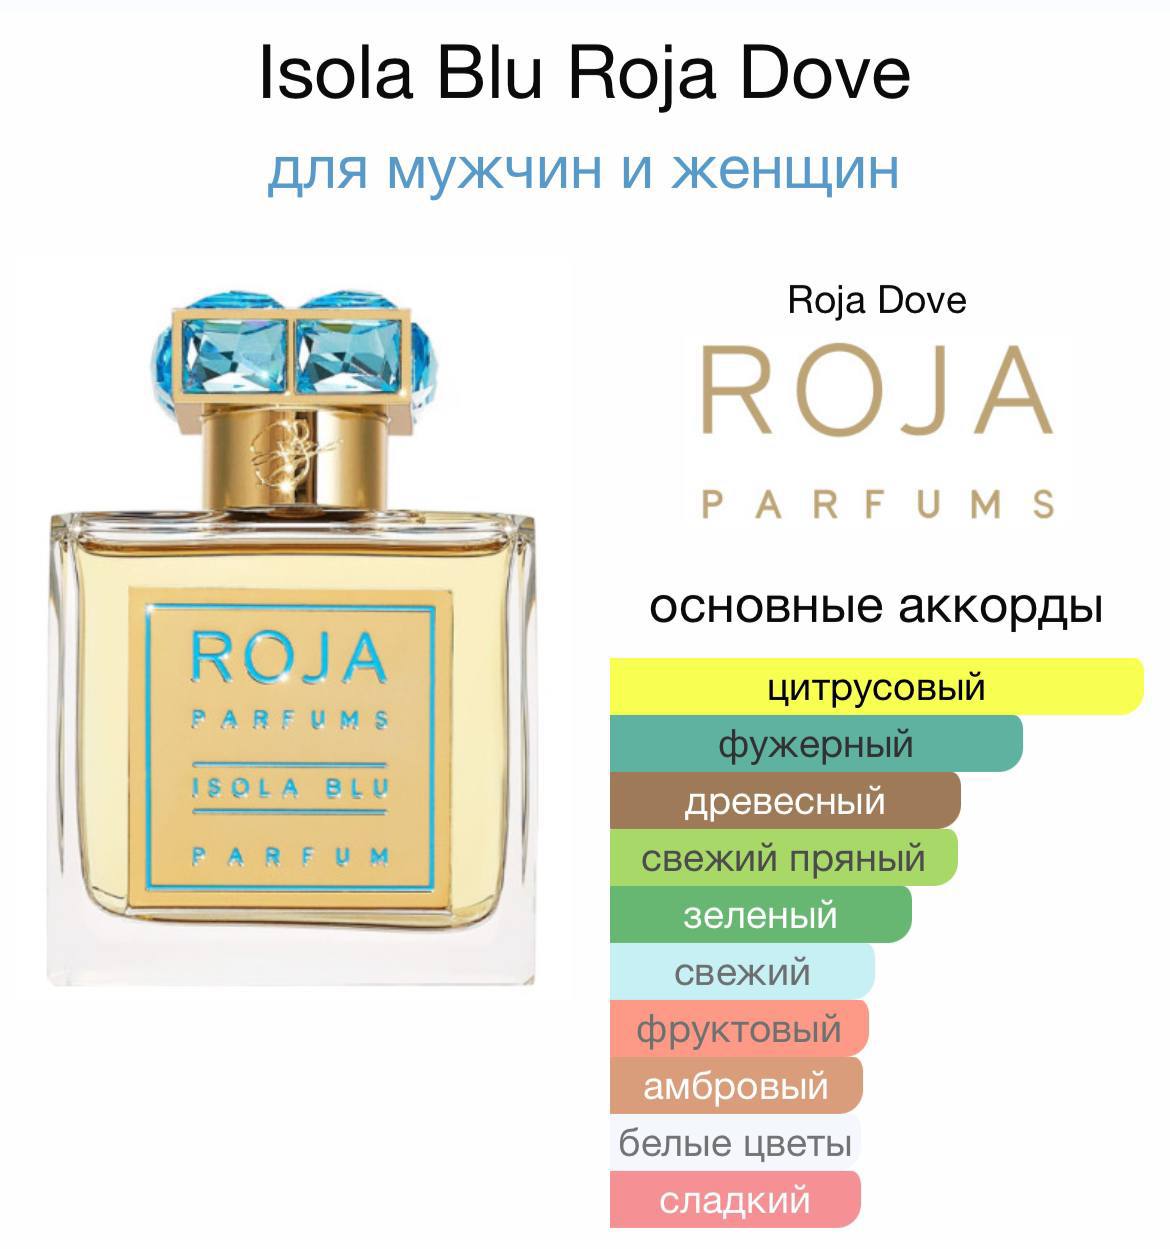 Isola Blu Roja Dove
для мужчин и женщин
Roja Dove
ROJA
PARFUMS
ROJA
PARFUMS
ISOLA BLU
PARFUM
основные аккорды
цитрусовый
фужерный
древесный
свежий пряный
зеленый
свежий
фруктовый
амбровый
белые цветы
сладкий